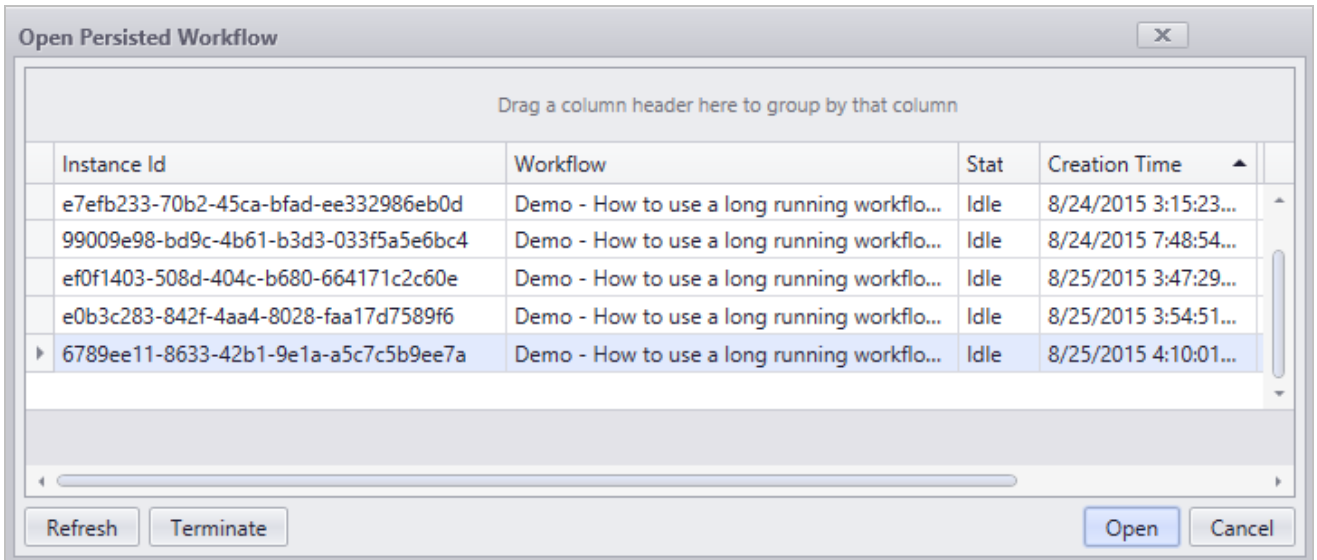 Open Persisted Workflow
Drag a column header here to group by that column
Instance Id Workflow Stat Creation Time
e7efb233-70b2-45ca-bfad-ee332986eb0d Demo - How to use a long running workflo... Idle 8/24/2015 3:15:23...
99009e98-bd9c-4b61-b3d3-033f5a5e6bc4 Demo - How to use a long running workflo... Idle 8/24/2015 7:48:54...
ef0f1403-508d-404c-b680-664171c2c60e Demo - How to use a long running workflo... Idle 8/25/2015 3:47:29...
e0b3c283-842f-4aa4-8028-faa17d7589f6 Demo - How to use a long running workflo... Idle 8/25/2015 3:54:51...
6789ee11-8633-42b1-9e1a-a5c7c5b9ee7a Demo - How to use a long running workflo... Idle 8/25/2015 4:10:01...
Refresh Terminate Open Cancel